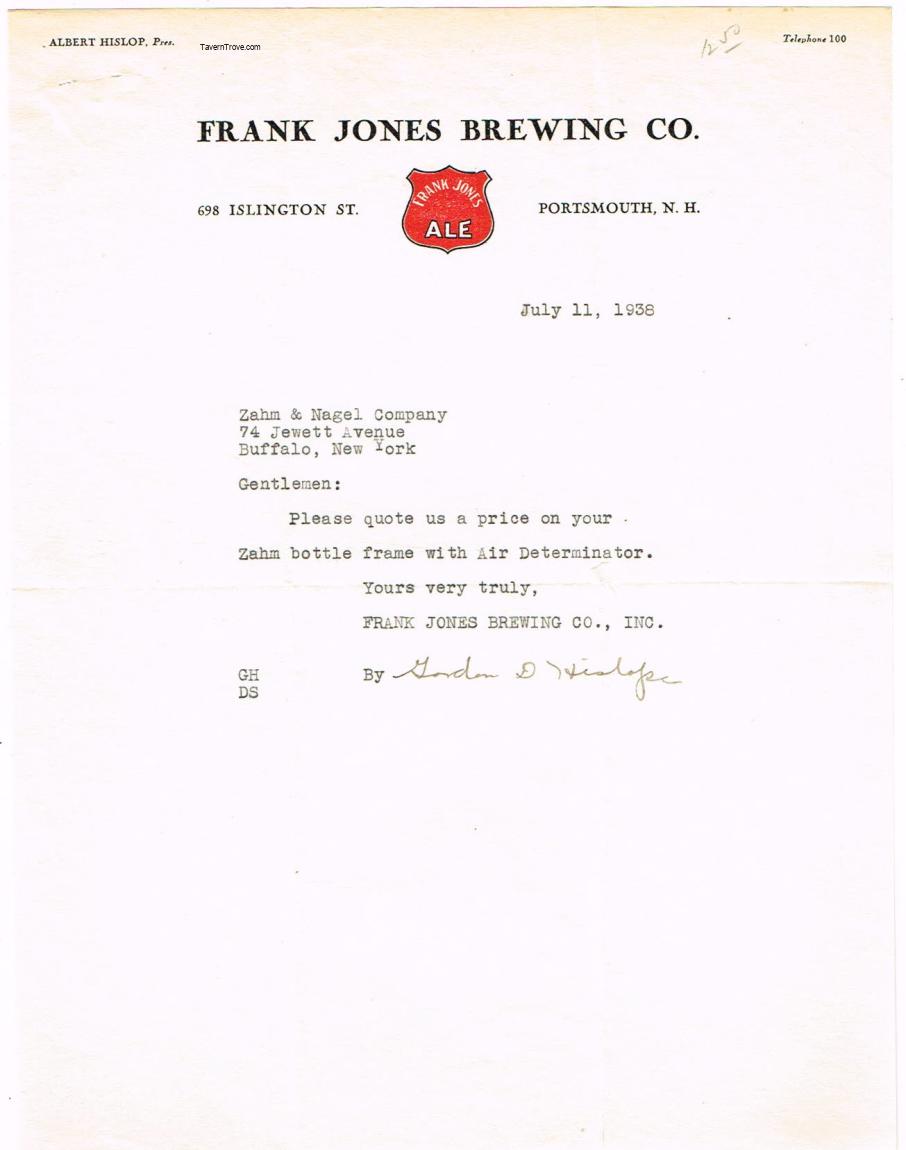 ALBERT HISLOP, Pres.
TavernTrove.com
12 50
Telephone 100
FRANK JONES BREWING CO.
698 ISLINGTON ST.
FRANK JONES
ALE
PORTSMOUTH, N. H.
July 11, 1938
Zahm & Nagel Company
74 Jewett Avenue
Buffalo, New York
Gentlemen:
Please quote us a price on your
Zahm bottle frame with Air Determinator.
Yours very truly,
FRANK JONES BREWING CO., INC.
GH
By Gordon D Hislop
DS